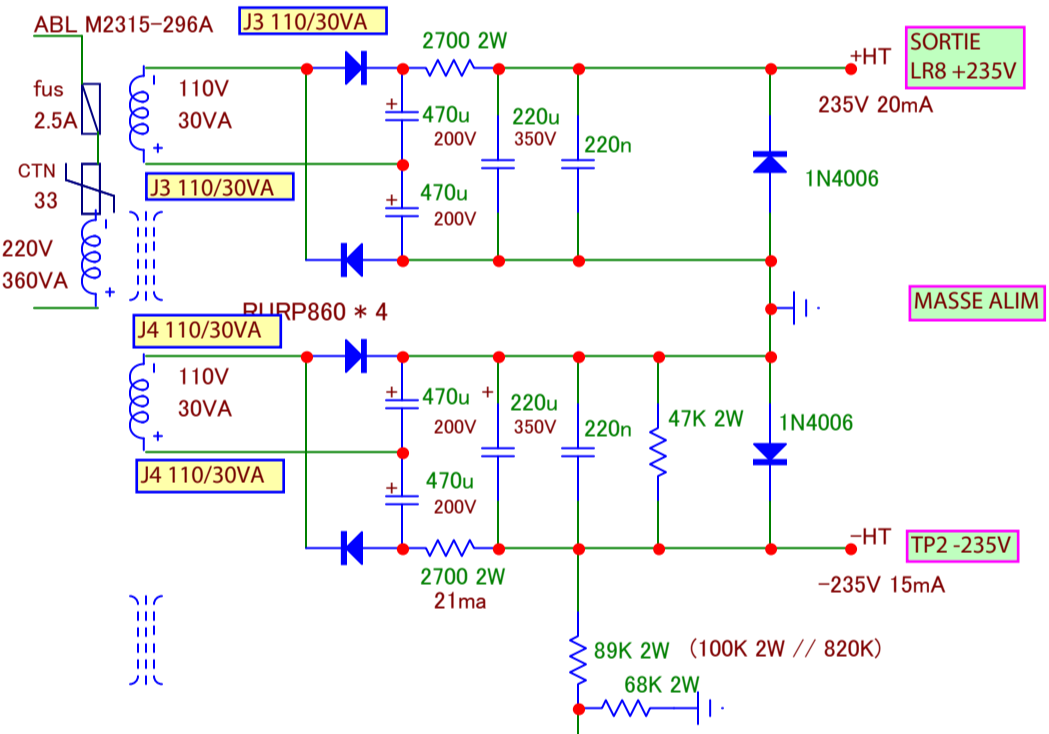 ABL M2315-296A
J3 110/30VA
2700 2W
+HT
SORTIE
LR8 +235V
fus
2.5A
110V
30VA
+
470u
200V
220u
350V
220n
235V 20mA
CTN
33
J3 110/30VA
+
470u
200V
1N4006
220V
360VA
RURP860 * 4
MASSE ALIM
J4 110/30VA
110V
30VA
+
470u
200V
+
220u
350V
220n
47K 2W
1N4006
J4 110/30VA
+
470u
200V
-HT
TP2 -235V
2700 2W
21ma
-235V 15mA
89K 2W (100K 2W // 820K)
68K 2W